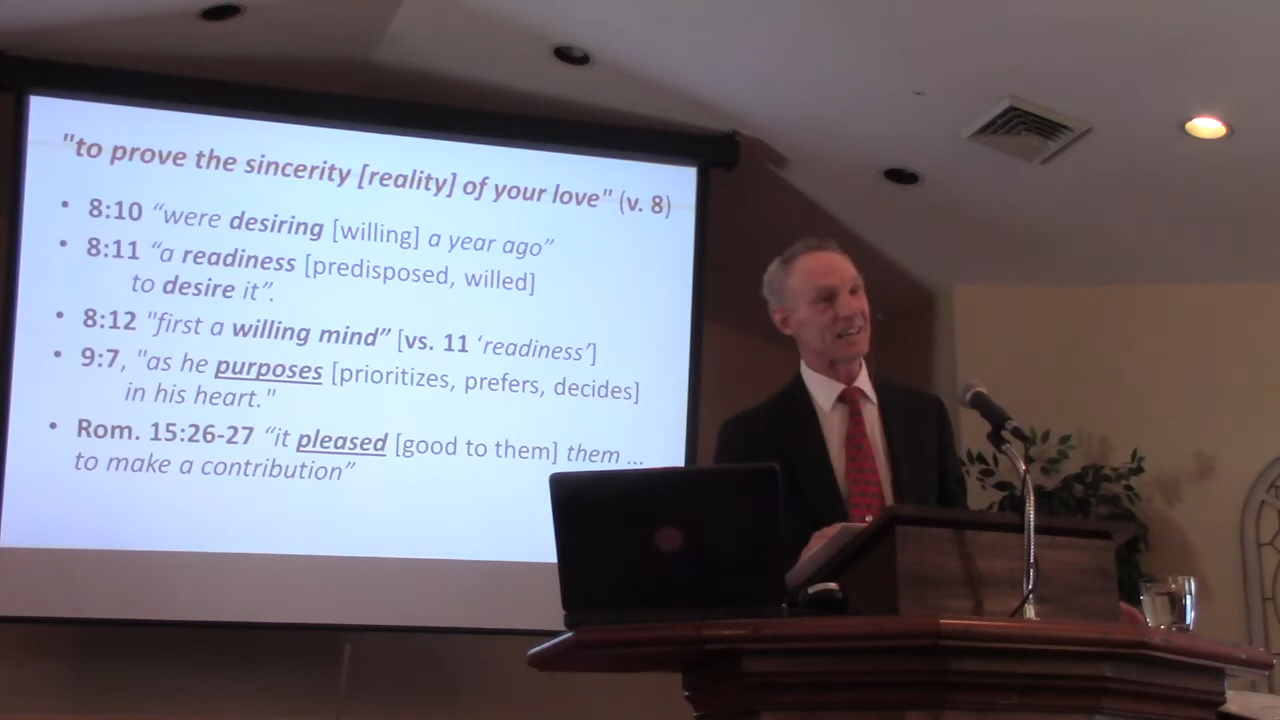 "to prove the sincerity [reality] of your love" (v. 8)
• 8:10 “were desiring [willing] a year ago”
• 8:11 “a readiness [predisposed, willed]
to desire it”.
• 8:12 "first a willing mind” [vs. 11 ‘readiness’]
• 9:7, "as he purposes [prioritizes, prefers, decides]
in his heart."
• Rom. 15:26-27 “it pleased [good to them] them ...
to make a contribution”